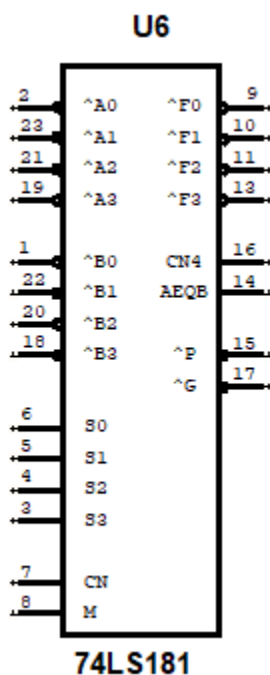 U6
2 ^A0 ^F0 9
23 ^A1 ^F1 10
21 ^A2 ^F2 11
19 ^A3 ^F3 13
1 ^B0 CN4 16
22 ^B1 AEQB 14
20 ^B2
18 ^B3 ^P 15
^G 17
6 S0
5 S1
4 S2
3 S3
7 CN
8 M
74LS181